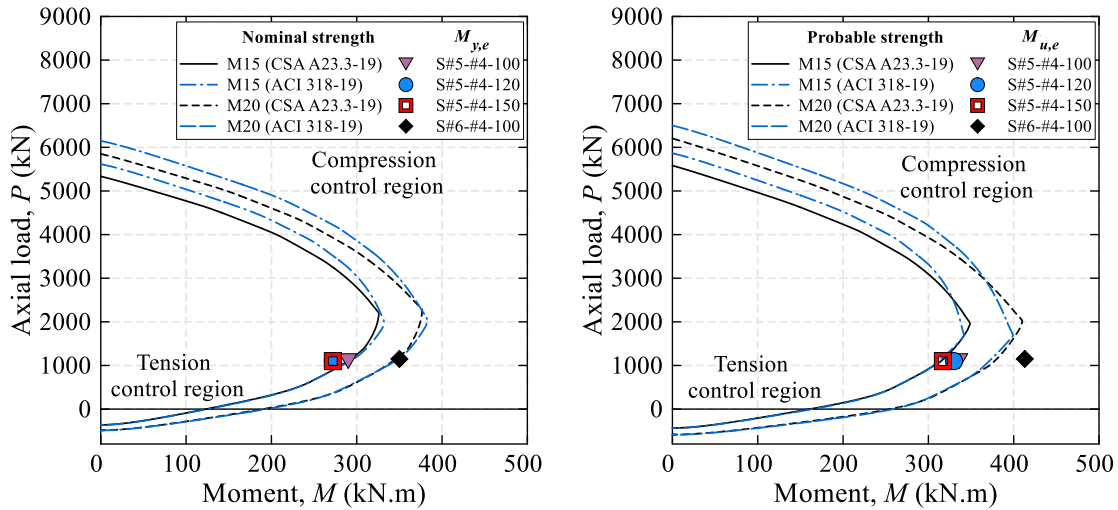 9000
8000
7000
6000
5000
4000
3000
2000
1000
0
Axial load, P (kN)
Nominal strength My,e
M15 (CSA A23.3-19) S#5-#4-100
M15 (ACI 318-19) S#5-#4-120
M20 (CSA A23.3-19) S#5-#4-150
M20 (ACI 318-19) S#6-#4-100
Compression
control region
Tension
control region
0 100 200 300 400 500
Moment, M (kN.m)
9000
8000
7000
6000
5000
4000
3000
2000
1000
0
Axial load, P (kN)
Probable strength Mu,e
M15 (CSA A23.3-19) S#5-#4-100
M15 (ACI 318-19) S#5-#4-120
M20 (CSA A23.3-19) S#5-#4-150
M20 (ACI 318-19) S#6-#4-100
Compression
control region
Tension
control region
0 100 200 300 400 500
Moment, M (kN.m)